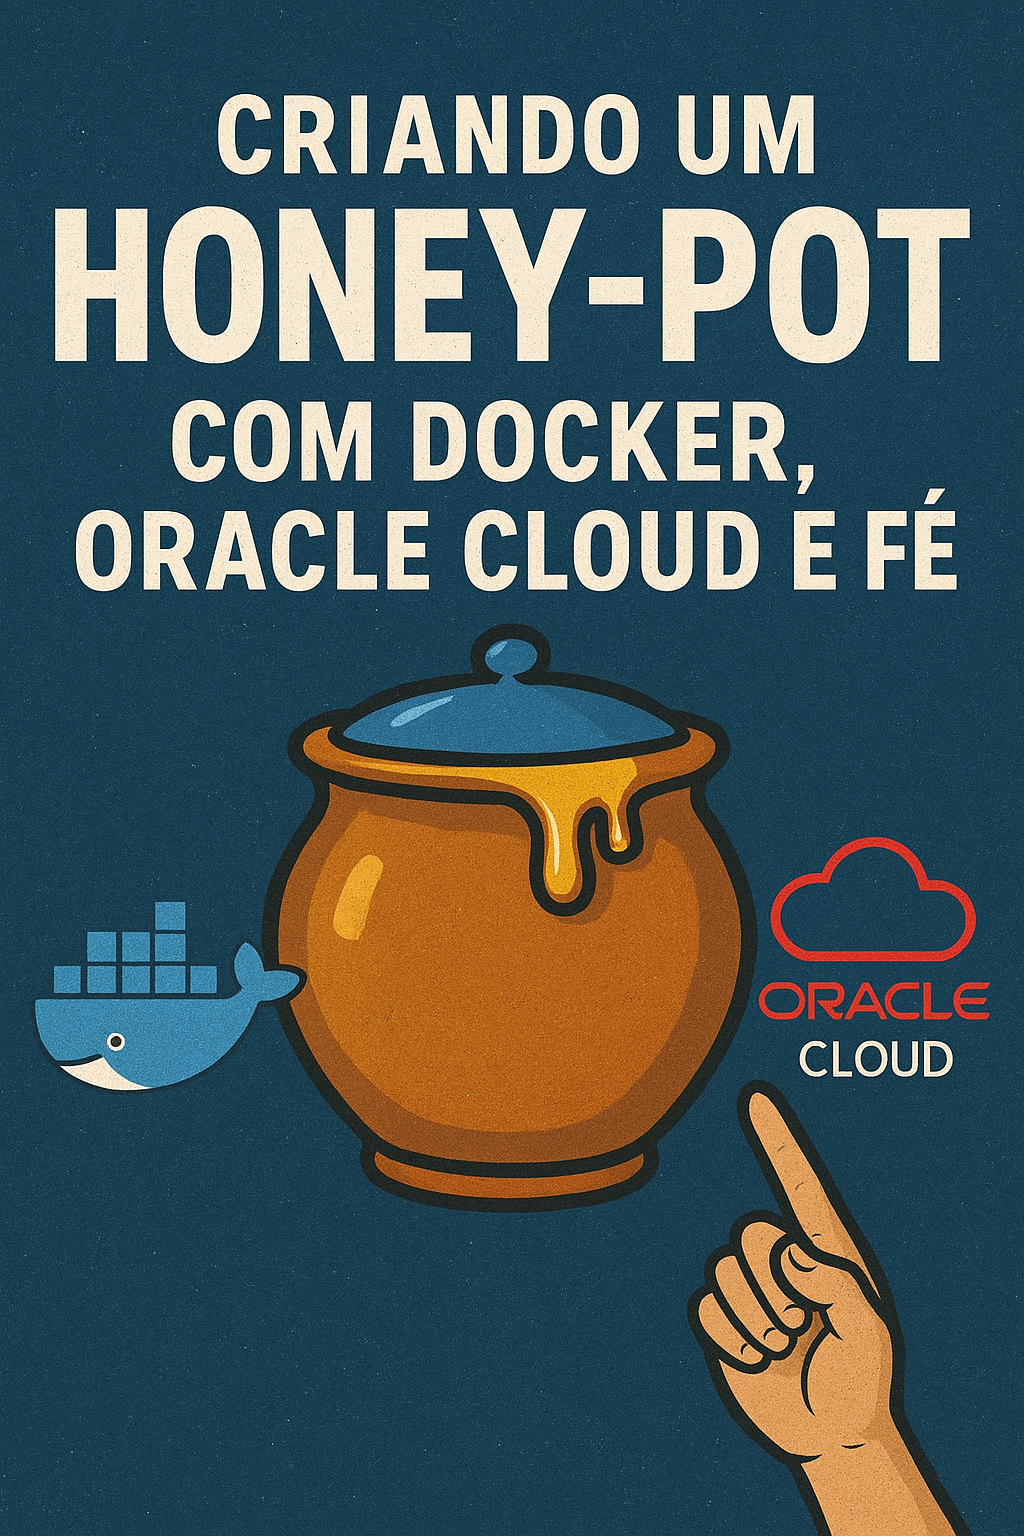 CRIANDO UM
HONEY-POT
COM DOCKER,
ORACLE CLOUD E FÉ
ORACLE
CLOUD